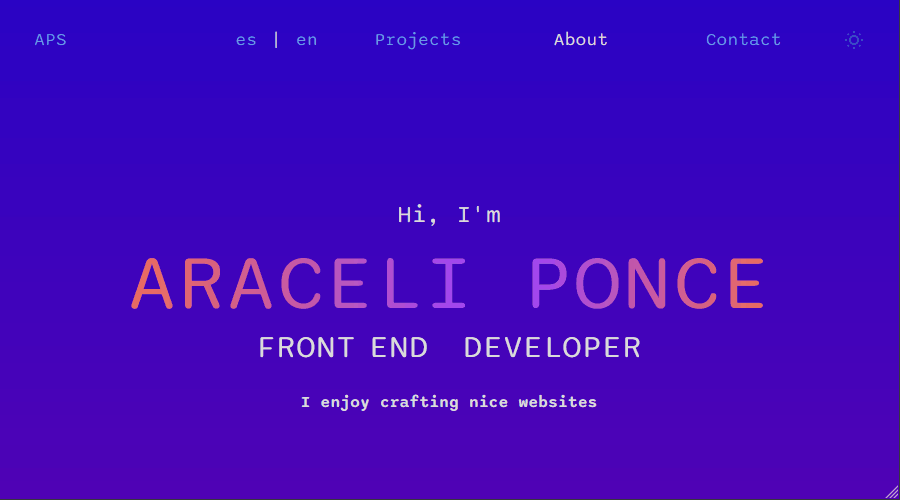 APS es | en Projects About Contact
Hi, I'm
ARACELI PONCE
FRONT END DEVELOPER
I enjoy crafting nice websites